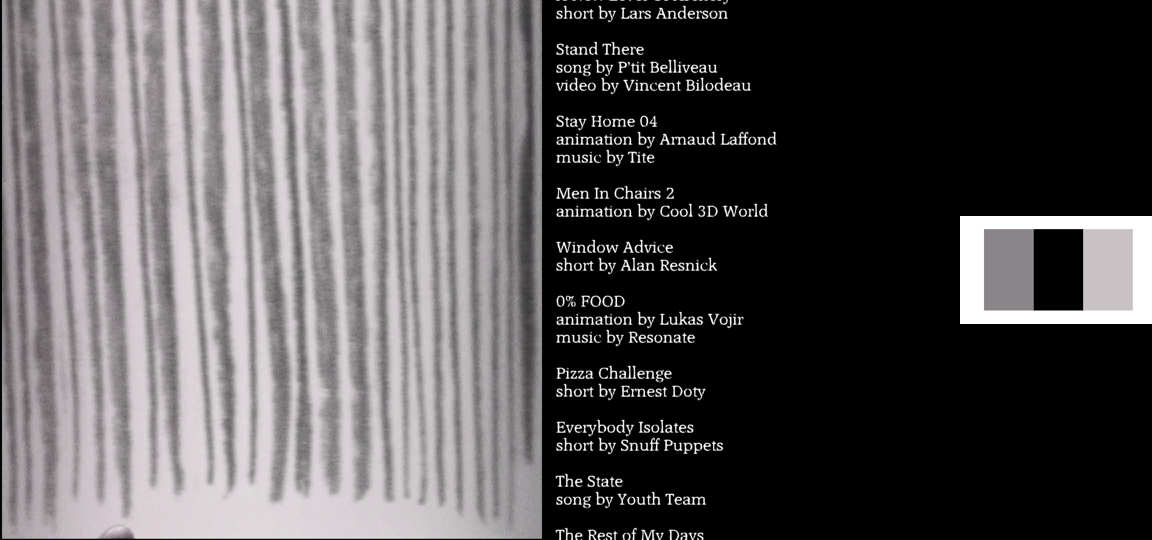 short by Lars Anderson
Stand There
song by P'tit Belliveau
video by Vincent Bilodeau
Stay Home 04
animation by Arnaud Laffond
music by Tite
Men In Chairs 2
animation by Cool 3D World
Window Advice
short by Alan Resnick
0% FOOD
animation by Lukas Vojir
music by Resonate
Pizza Challenge
short by Ernest Doty
Everybody Isolates
short by Snuff Puppets
The State
song by Youth Team
The Rest of My Days